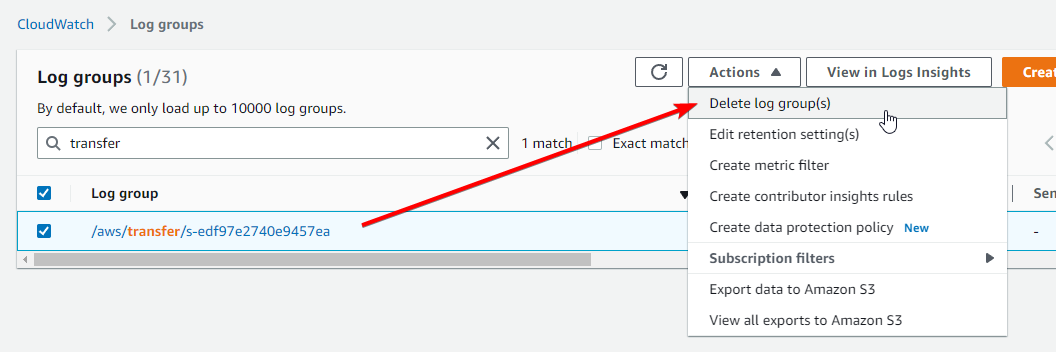 CloudWatch > Log groups
Log groups (1/31)
Actions ▲
View in Logs Insights
By default, we only load up to 10000 log groups.
transfer
1 match
Exact match
Log group
/aws/transfer/s-edf97e2740e9457ea
-
Delete log group(s)
Edit retention setting(s)
Create metric filter
Create contributor insights rules
Create data protection policy New
Subscription filters
Export data to Amazon S3
View all exports to Amazon S3